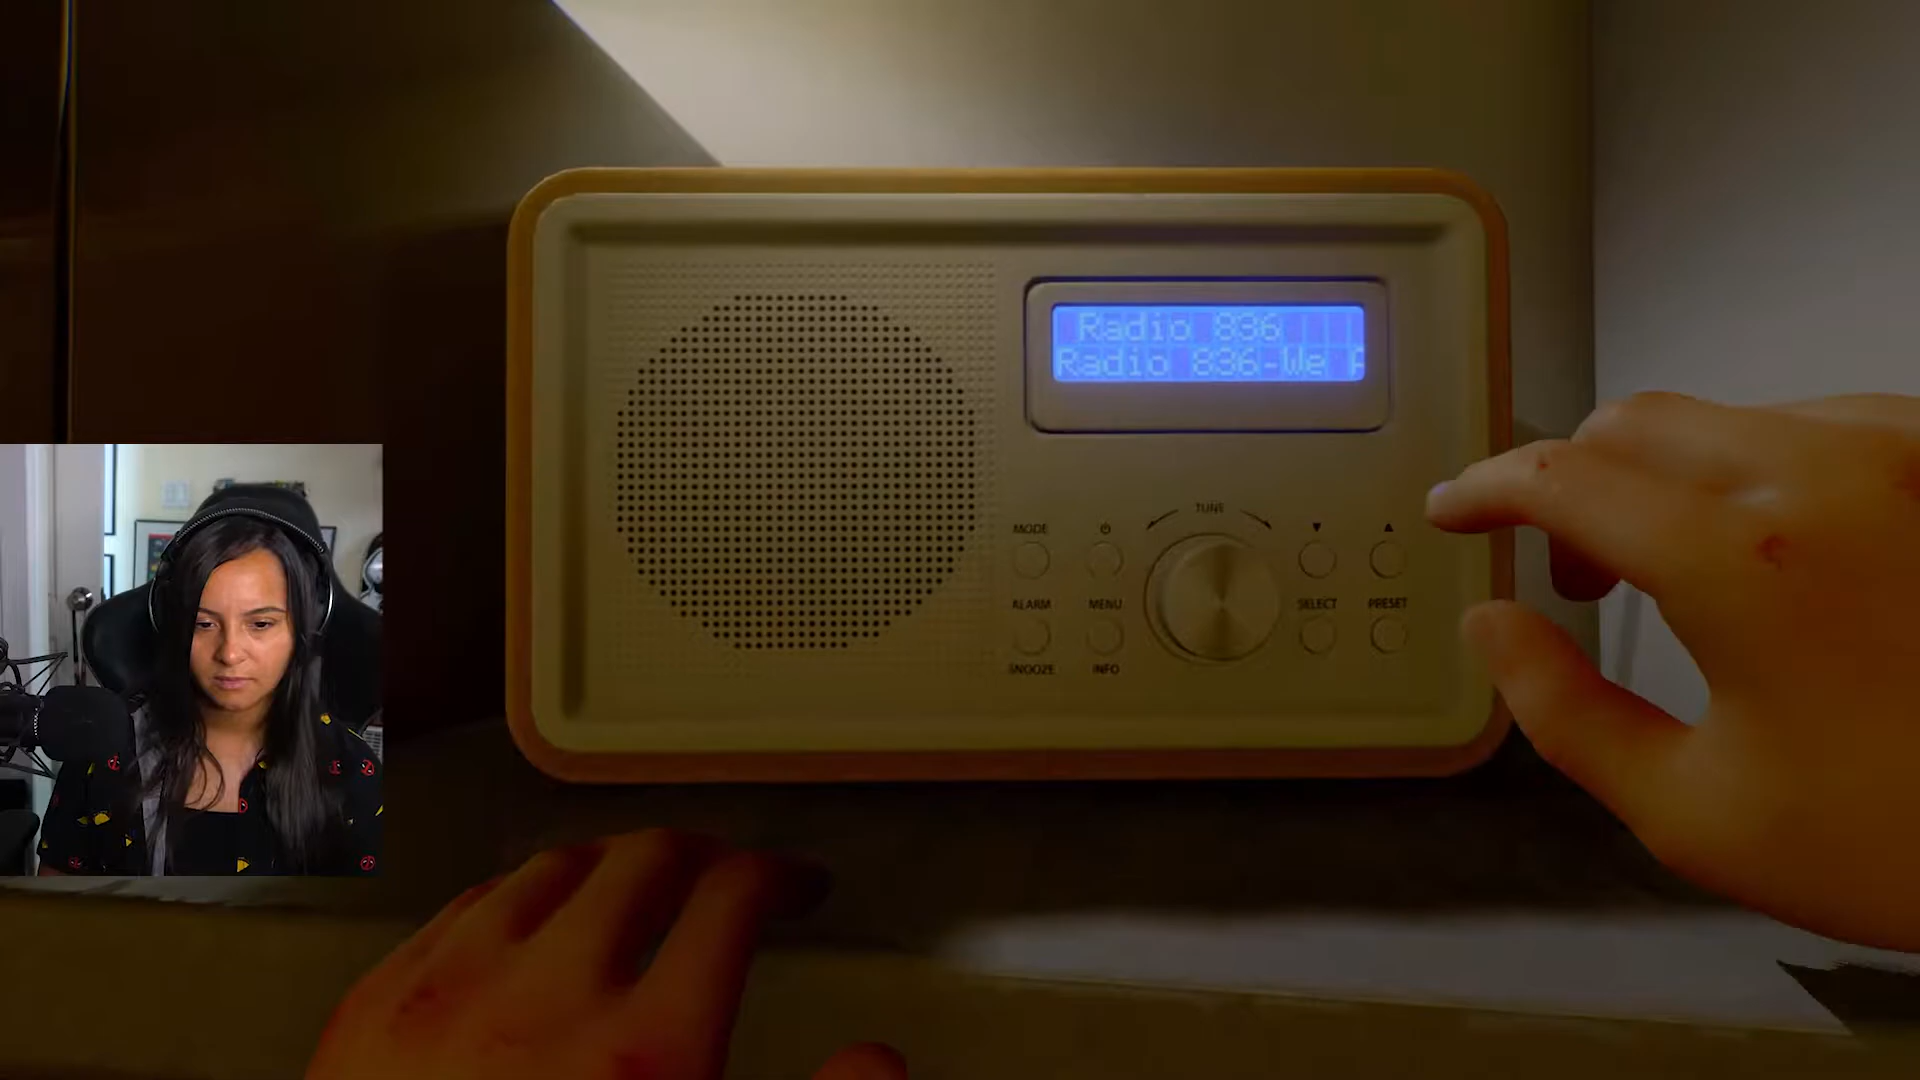 Radio 836
Radio 836-We
TUNE
MODE
ALARM
MENU
SELECT
PRESET
SNOOZE
INFO